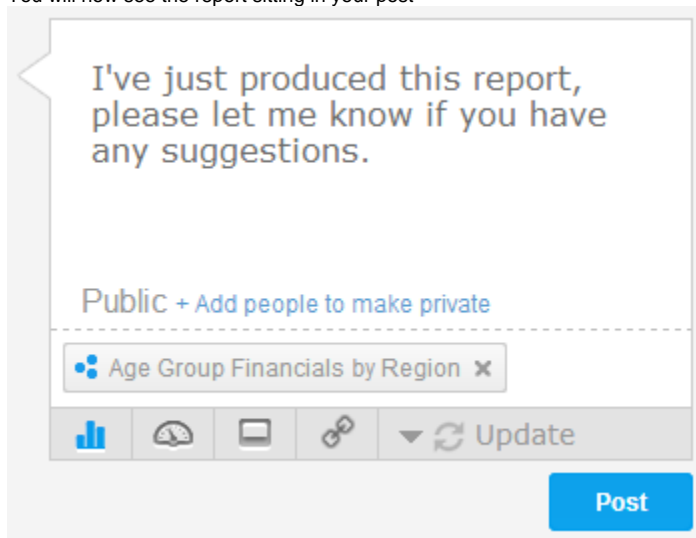 You will now see the report sitting in your post
I've just produced this report,
please let me know if you have
any suggestions.
Public + Add people to make private
Age Group Financials by Region
Update
Post